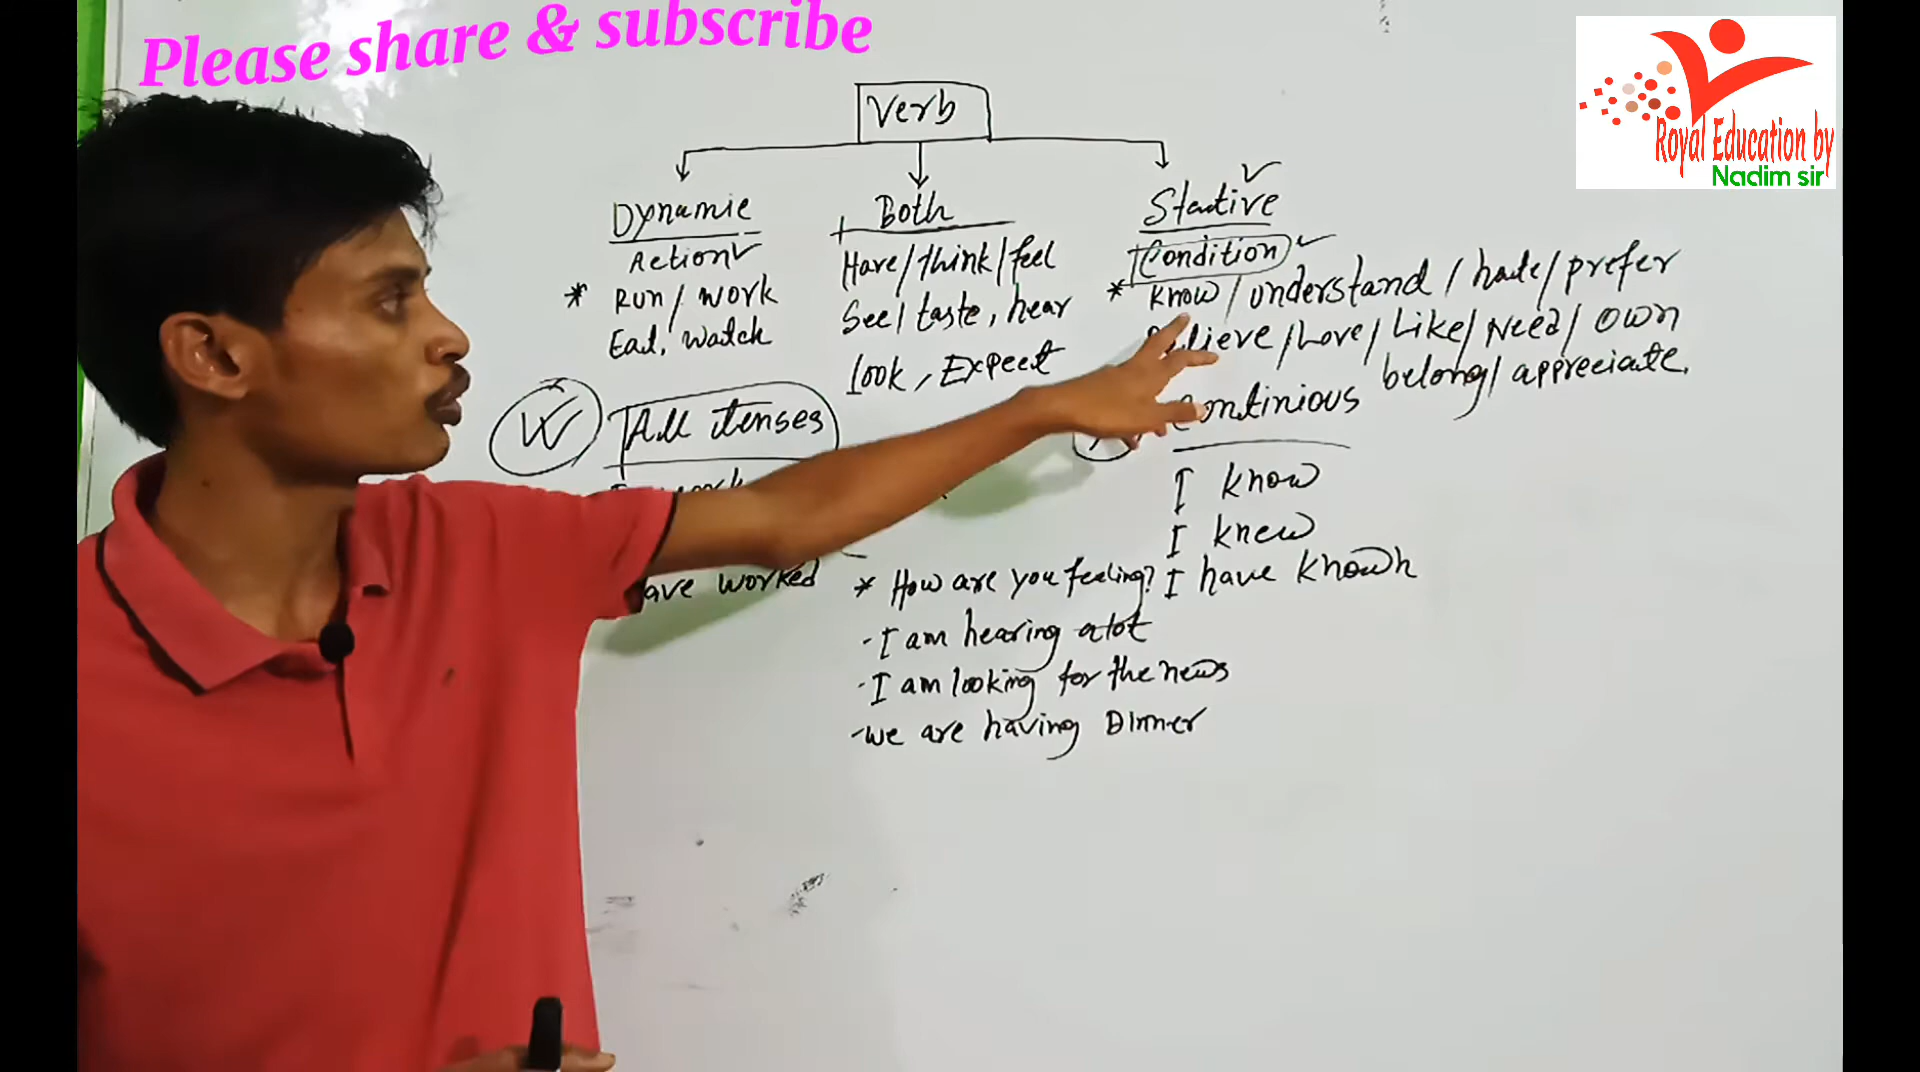 Please share & subscribe
Royal Education by
Nadim sir
Verb
Dynamic
Action
* Run / work
Eat, watch
All tenses
have worked
Both
Have / think / feel
See / taste, hear
look, Expect
* How are you feeling?
- I am hearing a lot
- I am looking for the news
- we are having Dinner
Stative
Condition
* Know / understand / hate / prefer
Believe / Love / Like / Need / OWN
belong / appreciate.
Continious
I know
I knew
I have known